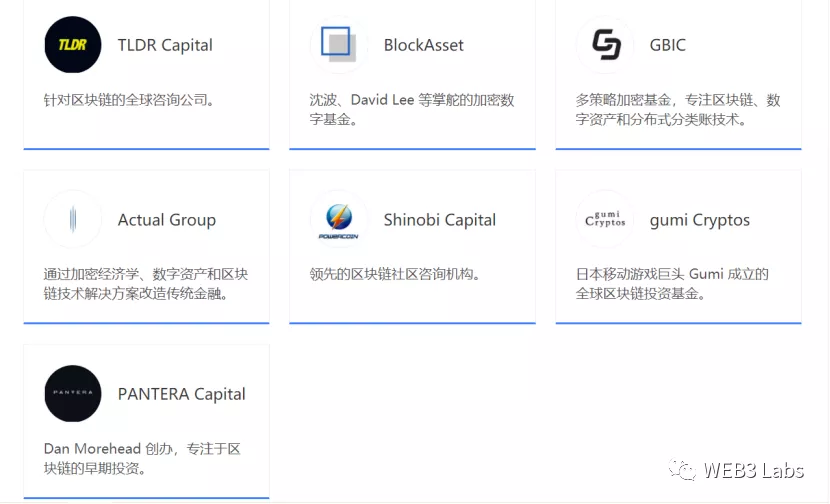 TLDR
TLDR Capital
针对区块链的全球咨询公司。
BlockAsset
沈波、David Lee 等掌舵的加密数
字基金。
GBIC
多策略加密基金，专注区块链、数
字资产和分布式分类账技术。
Actual Group
通过加密经济学、数字资产和区块
链技术解决方案改造传统金融。
POWERCOIN
Shinobi Capital
领先的区块链社区咨询机构。
gumi
Cryptos
gumi Cryptos
日本移动游戏巨头 Gumi 成立的
全球区块链投资基金。
PANTERA
PANTERA Capital
Dan Morehead 创办，专注于区
块链的早期投资。
WEB3 Labs